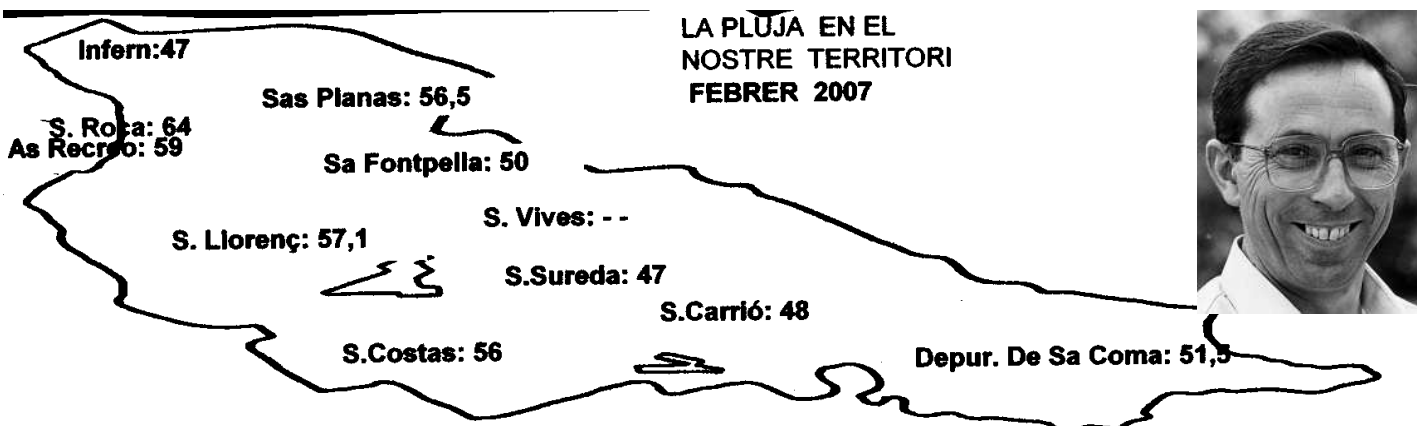 LA PLUJA EN EL
NOSTRE TERRITORI
FEBRER 2007
Infern:47
Sas Planas: 56,5
S. Roca: 64
As Recreo: 59
Sa Fontpella: 50
S. Vives: - -
S. Llorenç: 57,1
S.Sureda: 47
S.Carrió: 48
S.Costas: 56
Depur. De Sa Coma: 51,5